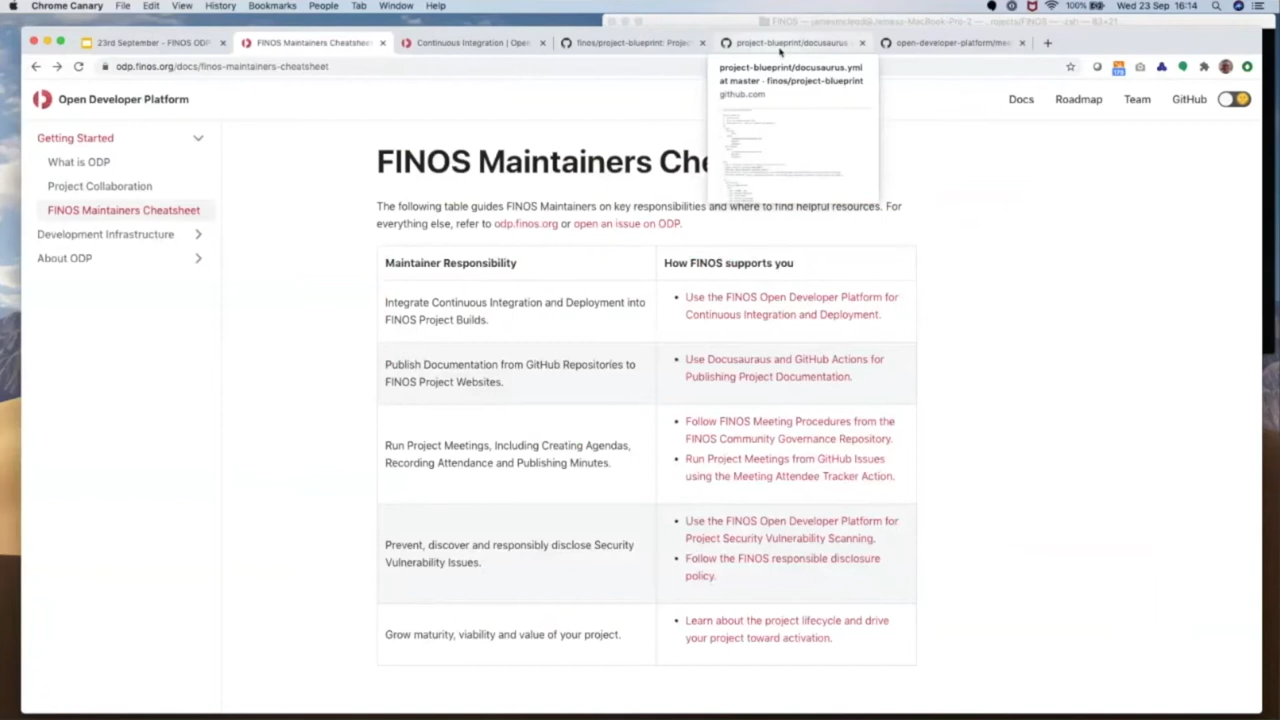 Chrome Canary File Edit View History Bookmarks People Tab Window Help 100% Wed 23 Sep 16:14
FINOS
23rd September - FINOS ODP
FINOS Maintainers Cheatsheet
Continuous Integration | Open
finos/project-blueprint: Project
project-blueprint/docusaurus
open-developer-platform/mee
odp.finos.org/docs/finos-maintainers-cheatsheet
project-blueprint/docusaurus.yml
at master · finos/project-blueprint
github.com
Open Developer Platform
Docs Roadmap Team GitHub
Getting Started
What is ODP
Project Collaboration
FINOS Maintainers Cheatsheet
Development Infrastructure
About ODP
FINOS Maintainers Che
The following table guides FINOS Maintainers on key responsibilities and where to find helpful resources. For
everything else, refer to odp.finos.org or open an issue on ODP.
Maintainer Responsibility
How FINOS supports you
Integrate Continuous Integration and Deployment into
FINOS Project Builds.
• Use the FINOS Open Developer Platform for
Continuous Integration and Deployment.
Publish Documentation from GitHub Repositories to
FINOS Project Websites.
• Use Docusauraus and GitHub Actions for
Publishing Project Documentation.
Run Project Meetings, Including Creating Agendas,
Recording Attendance and Publishing Minutes.
• Follow FINOS Meeting Procedures from the
FINOS Community Governance Repository.
• Run Project Meetings from GitHub Issues
using the Meeting Attendee Tracker Action.
Prevent, discover and responsibly disclose Security
Vulnerability Issues.
• Use the FINOS Open Developer Platform for
Project Security Vulnerability Scanning.
• Follow the FINOS responsible disclosure
policy.
Grow maturity, viability and value of your project.
• Learn about the project lifecycle and drive
your project toward activation.